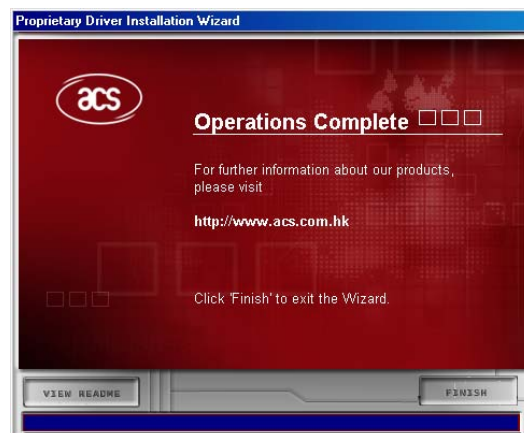 Proprietary Driver Installation Wizard
acs
Operations Complete
For further information about our products,
please visit
http://www.acs.com.hk
Click 'Finish' to exit the Wizard.
VIEW README
FINISH